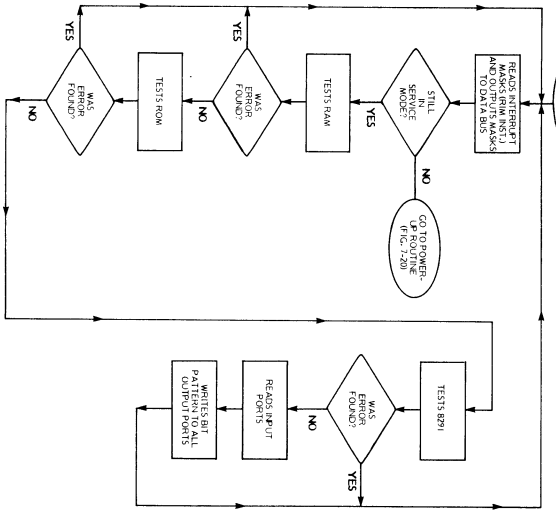 READS INTERRUPT
MASKS (RIM INST.)
AND OUTPUTS MASKS
TO DATA BUS
STILL
IN
SERVICE
MODE?
NO
GO TO POWER-
UP ROUTINE
(FIG. 7-20)
YES
TESTS RAM
WAS
ERROR
FOUND?
YES
NO
TESTS ROM
WAS
ERROR
FOUND?
YES
NO
TESTS 8291
WAS
ERROR
FOUND?
YES
NO
READS INPUT
PORTS
WRITES BIT
PATTERN TO ALL
OUTPUT PORTS